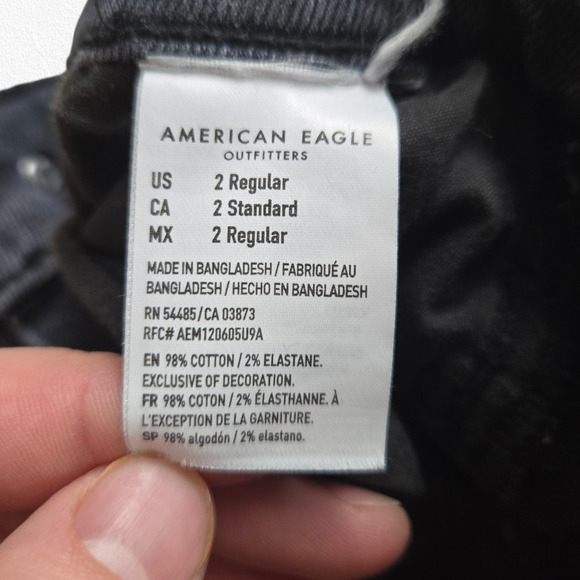 AMERICAN EAGLE
OUTFITTERS
US 2 Regular
CA 2 Standard
MX 2 Regular
MADE IN BANGLADESH / FABRIQUÉ AU
BANGLADESH / HECHO EN BANGLADESH
RN 54485/CA 03873
RFC# AEM120605U9A
EN 98% COTTON / 2% ELASTANE.
EXCLUSIVE OF DECORATION.
FR 98% COTON / 2% ÉLASTHANNE. À
L'EXCEPTION DE LA GARNITURE.
SP 98% algodón / 2% elastano.